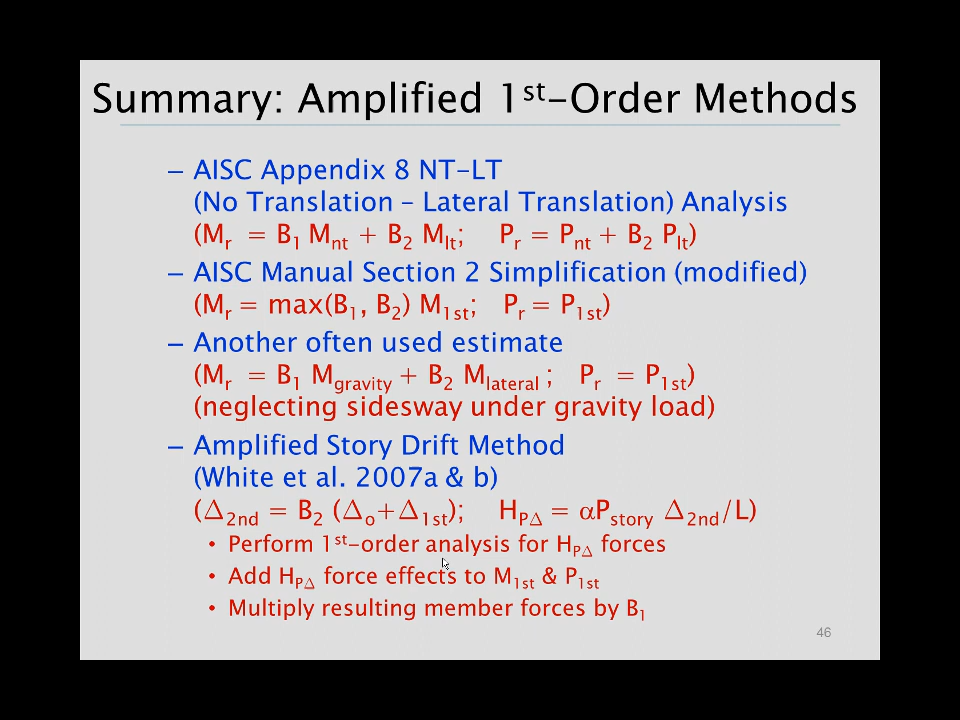 Summary: Amplified 1st-Order Methods
– AISC Appendix 8 NT-LT
(No Translation – Lateral Translation) Analysis
(Mr = B1 Mnt + B2 Mlt; Pr = Pnt + B2 Plt)
– AISC Manual Section 2 Simplification (modified)
(Mr = max(B1, B2) M1st; Pr = P1st)
– Another often used estimate
(Mr = B1 Mgravity + B2 Mlateral ; Pr = P1st)
(neglecting sidesway under gravity load)
– Amplified Story Drift Method
(White et al. 2007a & b)
(Δ2nd = B2 (Δo+Δ1st); HPΔ = αPstory Δ2nd/L)
• Perform 1st-order analysis for HPΔ forces
• Add HPΔ force effects to M1st & P1st
• Multiply resulting member forces by B1
46